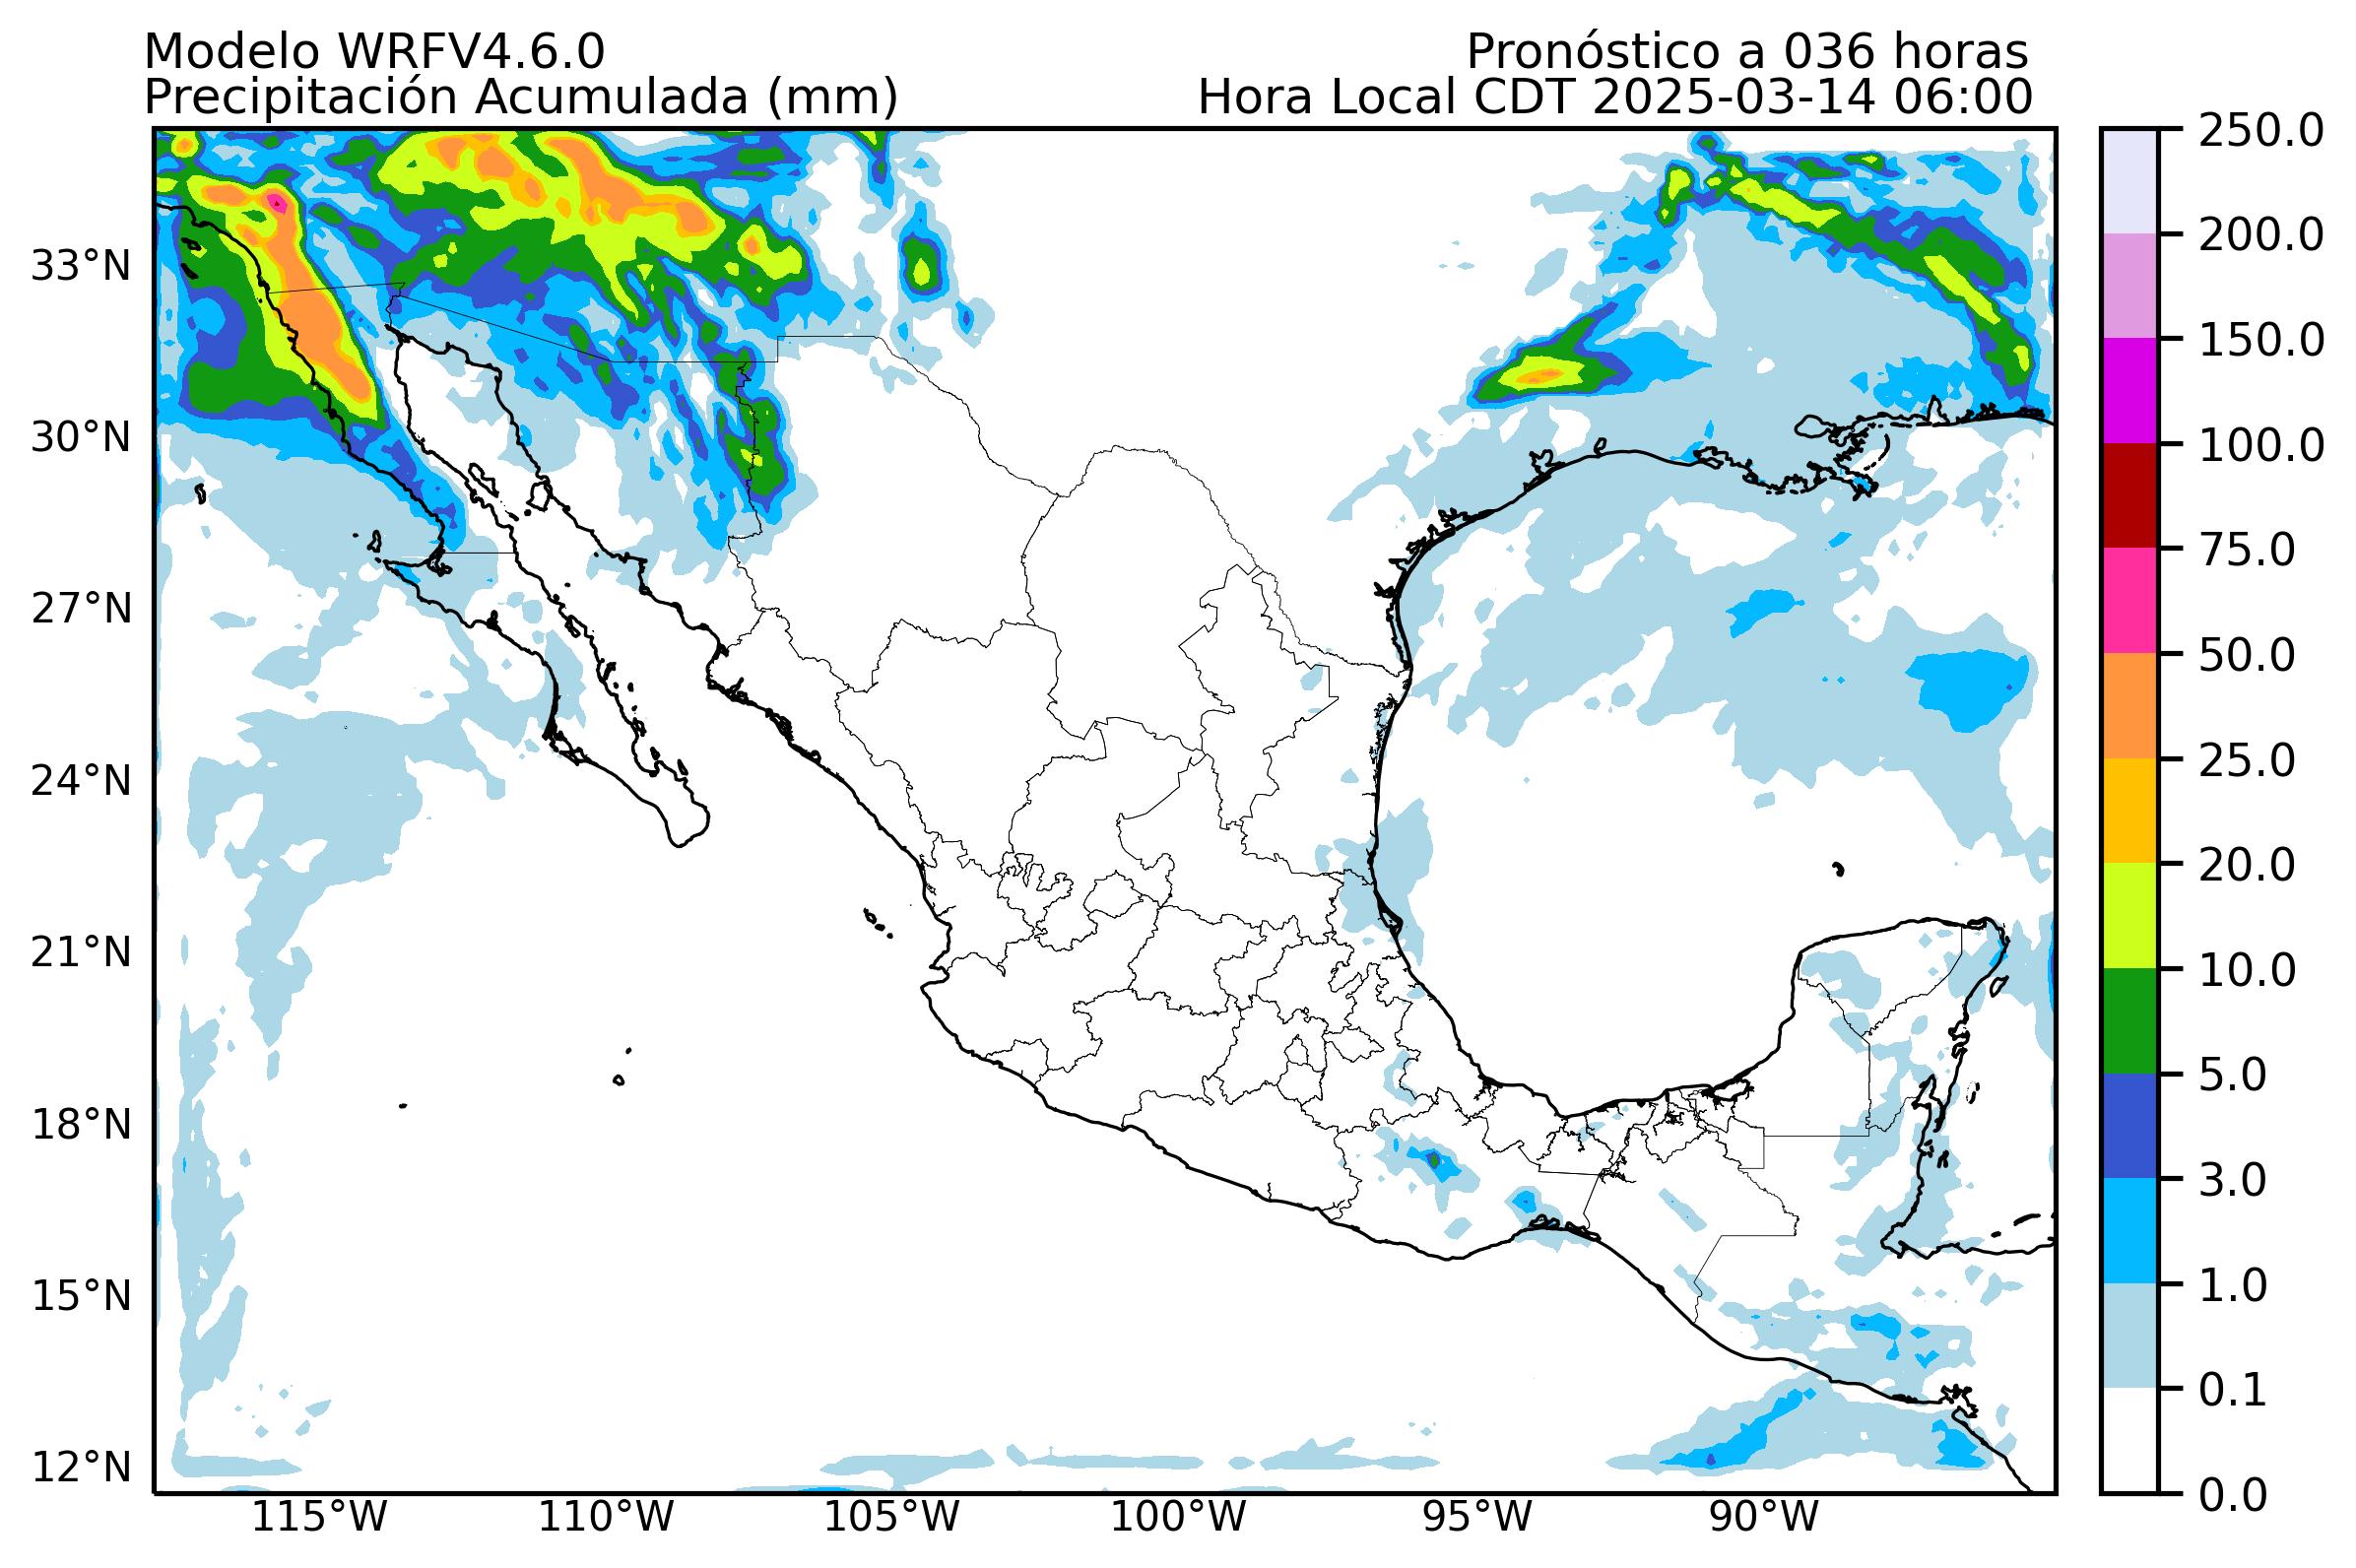 Modelo WRFV4.6.0
Pronóstico a 036 horas
Precipitación Acumulada (mm)
Hora Local CDT 2025-03-14 06:00
250.0
200.0
150.0
100.0
75.0
50.0
25.0
20.0
10.0
5.0
3.0
1.0
0.1
0.0
33°N
30°N
27°N
24°N
21°N
18°N
15°N
12°N
115°W
110°W
105°W
100°W
95°W
90°W